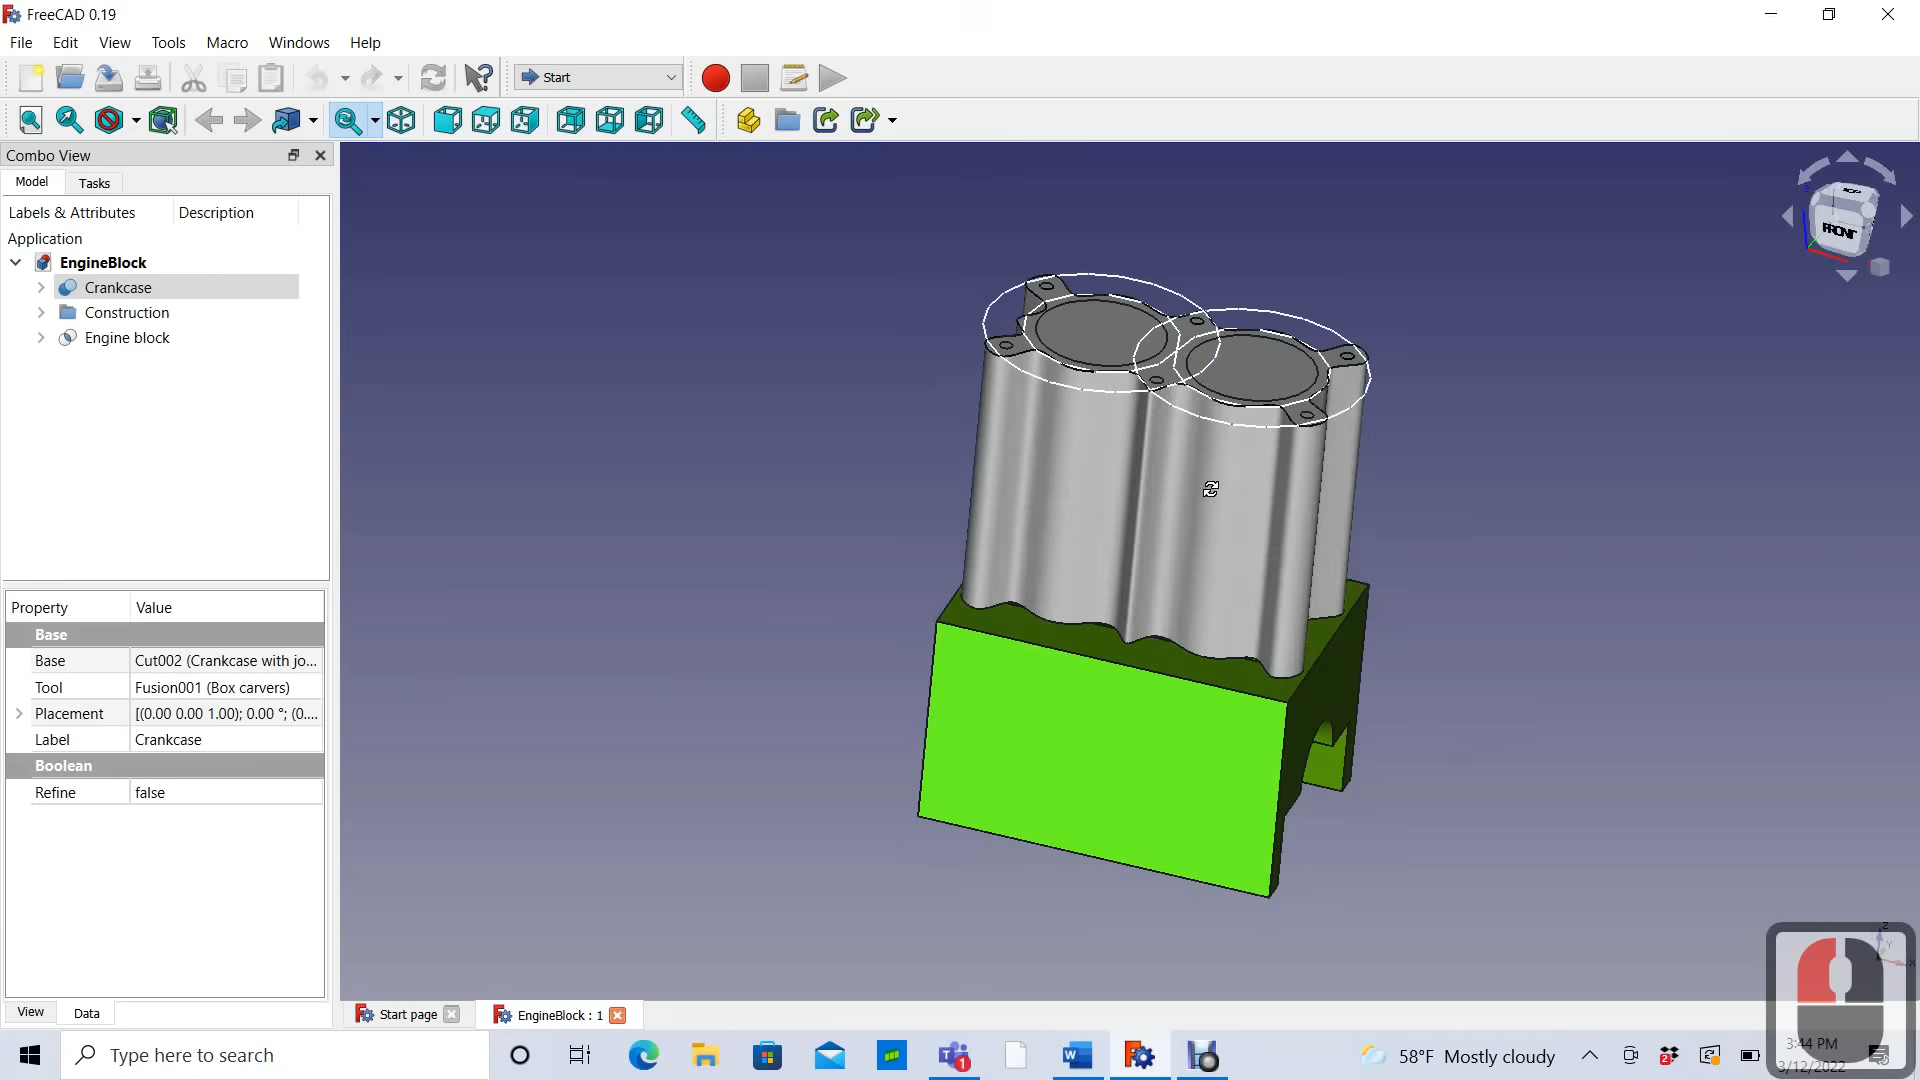 FreeCAD 0.19
File Edit View Tools Macro Windows Help
Start
Combo View
Model Tasks
Labels & Attributes Description
Application
EngineBlock
Crankcase
Construction
Engine block
Property Value
Base
Base Cut002 (Crankcase with jo...
Tool Fusion001 (Box carvers)
Placement [(0.00 0.00 1.00); 0.00 °; (0....
Label Crankcase
Boolean
Refine false
View Data
FRONT
Z
Y
X
Start page
EngineBlock : 1
Type here to search
1
58°F Mostly cloudy
2
3:44 PM
3/12/2022